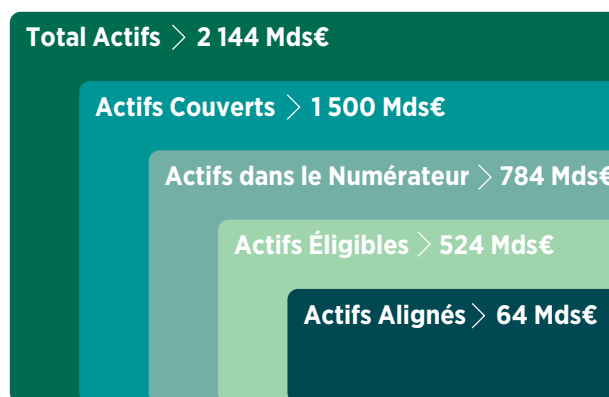 Total Actifs > 2 144 Mds€
Actifs Couverts > 1 500 Mds€
Actifs dans le Numérateur > 784 Mds€
Actifs Éligibles > 524 Mds€
Actifs Alignés > 64 Mds€